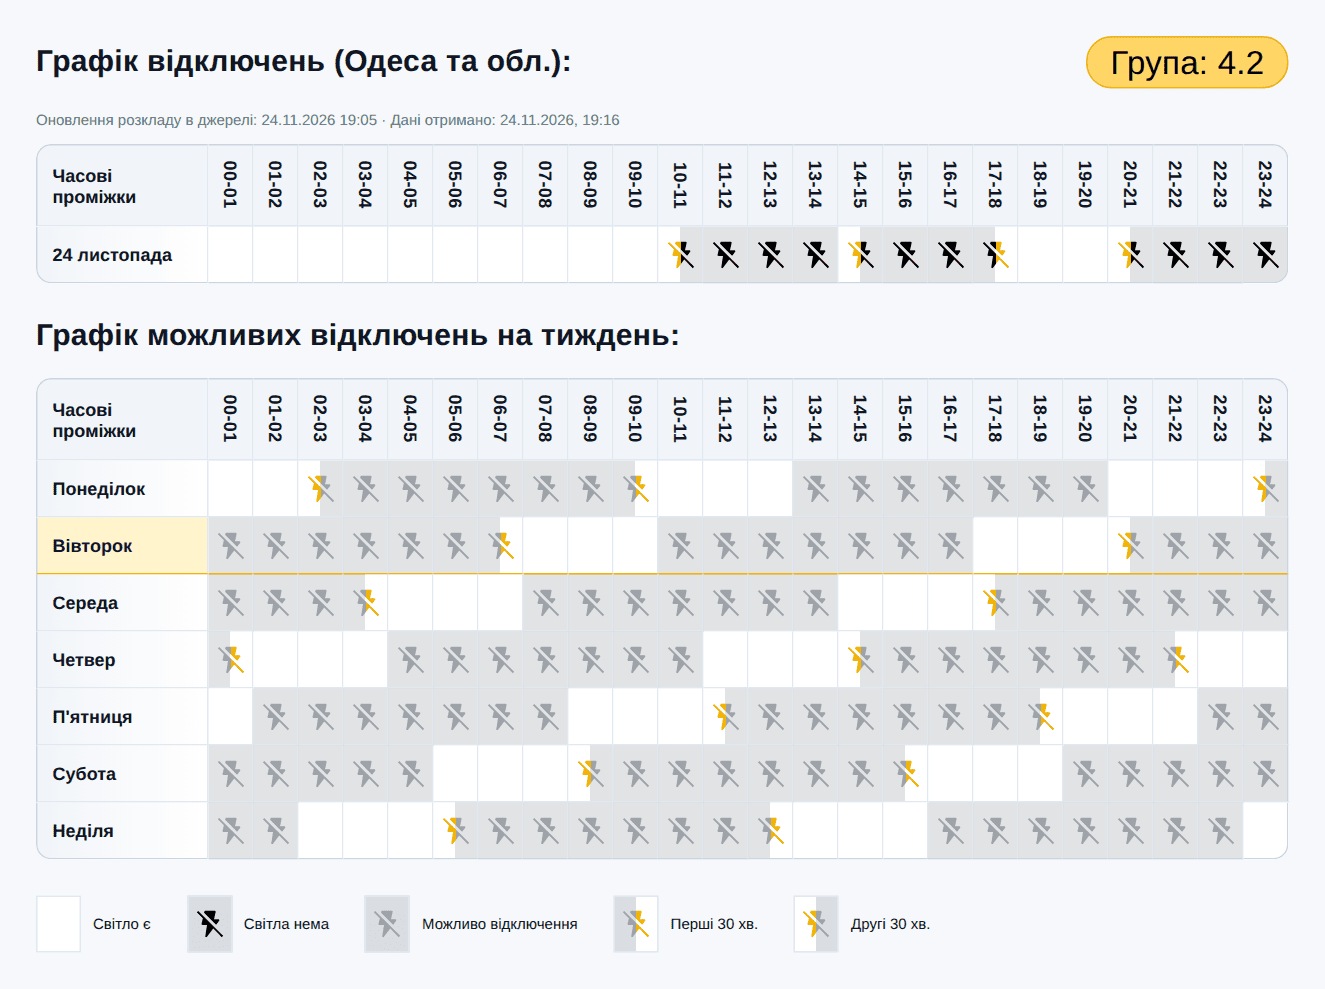 Графік відключень (Одеса та обл.):
Група: 4.2
Оновлення розкладу в джерелі: 24.11.2026 19:05 · Дані отримано: 24.11.2026, 19:16
Часові
проміжки
00-01 01-02 02-03 03-04 04-05 05-06 06-07 07-08 08-09 09-10 10-11 11-12 12-13 13-14 14-15 15-16 16-17 17-18 18-19 19-20 20-21 21-22 22-23 23-24
24 листопада
Графік можливих відключень на тиждень:
Часові
проміжки
00-01 01-02 02-03 03-04 04-05 05-06 06-07 07-08 08-09 09-10 10-11 11-12 12-13 13-14 14-15 15-16 16-17 17-18 18-19 19-20 20-21 21-22 22-23 23-24
Понеділок
Вівторок
Середа
Четвер
П'ятниця
Субота
Неділя
Світло є
Світла нема
Можливо відключення
Перші 30 хв.
Другі 30 хв.